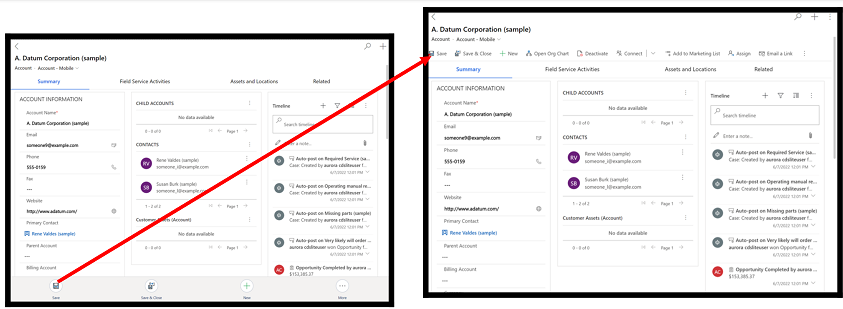 A. Datum Corporation (sample)
Account · Account - Mobile
Summary
Field Service Activities
Assets and Locations
Related
ACCOUNT INFORMATION
Account Name*
A. Datum Corporation (sample)
Email
someone9@example.com
Phone
555-0159
Fax
---
Website
http://www.adatum.com/
Primary Contact
Rene Valdes (sample)
Parent Account
---
Billing Account
CHILD ACCOUNTS
No data available
0 - 0 of 0
Page 1
CONTACTS
RV
Rene Valdes (sample)
someone_i@example.com
SB
Susan Burk (sample)
someone_l@example.com
1 - 2 of 2
Page 1
Customer Assets (Account)
No data available
0 - 0 of 0
Page 1
Timeline
Search timeline
Enter a note...
Auto-post on Required Service (sa...
Case: Created by aurora cdsliteuser f...
6/7/2022 12:01 PM
Auto-post on Operating manual re...
Case: Created by aurora cdsliteuser f...
6/7/2022 12:01 PM
Auto-post on Missing parts (sample)
Case: Created by aurora cdsliteuser f...
6/7/2022 12:01 PM
Auto-post on Very likely will order ...
aurora cdsliteuser won Opportunity f...
6/7/2022 12:01 PM
AC
Opportunity Completed by aurora ...
$153,385.37
Save
Save & Close
New
More
A. Datum Corporation (sample)
Account · Account - Mobile
Save
Save & Close
New
Open Org Chart
Deactivate
Connect
Add to Marketing List
Assign
Email a Link
Summary
Field Service Activities
Assets and Locations
Related
ACCOUNT INFORMATION
Account Name*
A. Datum Corporation (sample)
Email
someone9@example.com
Phone
555-0159
Fax
---
Website
http://www.adatum.com/
Primary Contact
Rene Valdes (sample)
Parent Account
---
Billing Account
CHILD ACCOUNTS
No data available
0 - 0 of 0
Page 1
CONTACTS
RV
Rene Valdes (sample)
someone_i@example.com
SB
Susan Burk (sample)
someone_l@example.com
1 - 2 of 2
Page 1
Customer Assets (Account)
No data available
0 - 0 of 0
Page 1
Timeline
Search timeline
Enter a note...
Auto-post on Required Service (sa...
Case: Created by aurora cdsliteuser f...
6/7/2022 12:01 PM
Auto-post on Operating manual re...
Case: Created by aurora cdsliteuser f...
6/7/2022 12:01 PM
Auto-post on Missing parts (sample)
Case: Created by aurora cdsliteuser f...
6/7/2022 12:01 PM
Auto-post on Very likely will order ...
aurora cdsliteuser won Opportunity f...
6/7/2022 12:01 PM
AC
Opportunity Completed by aurora ...
$153,385.37
6/7/2022 12:01 PM